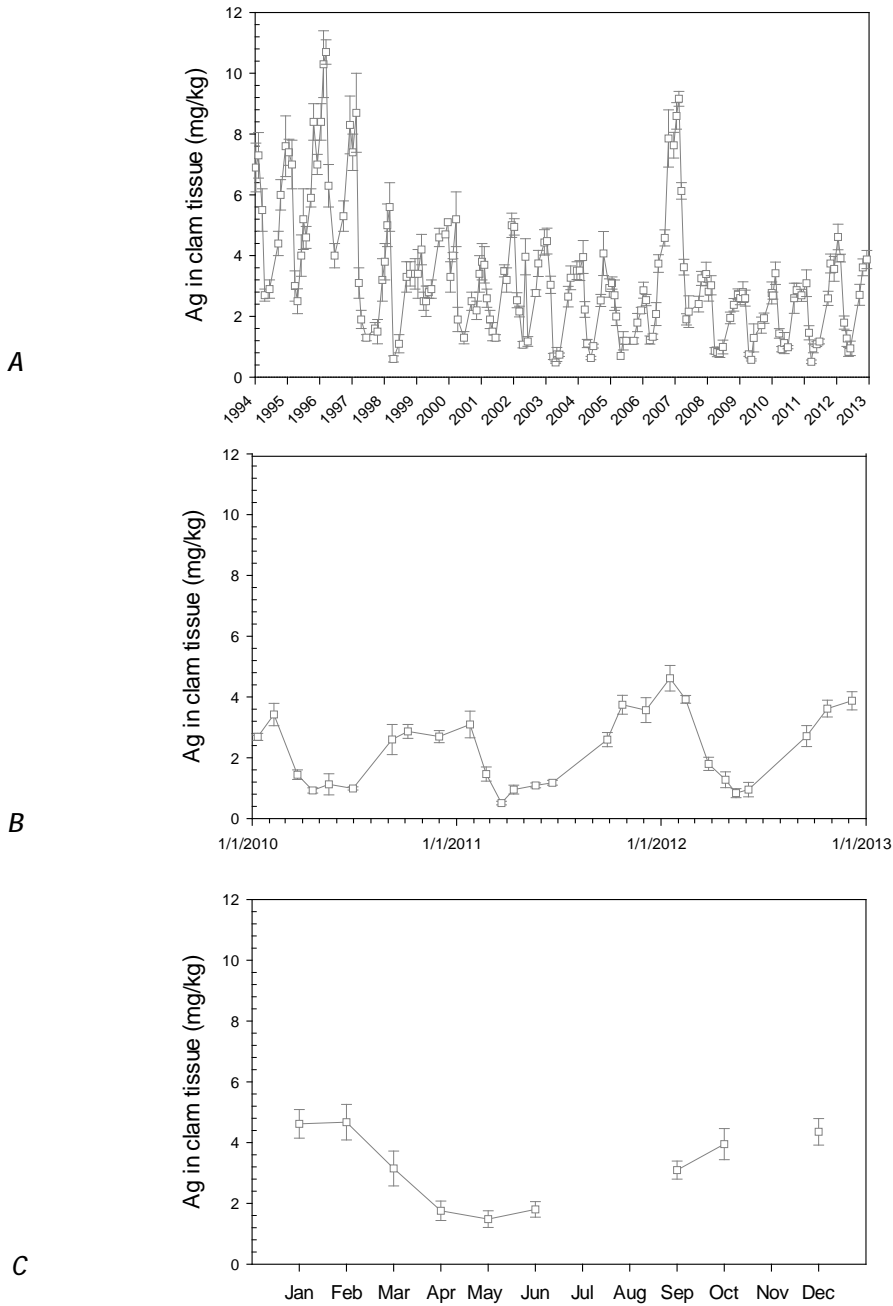 12
10
8
6
4
2
0
Ag in clam tissue (mg/kg)
A
1994 1995 1996 1997 1998 1999 2000 2001 2002 2003 2004 2005 2006 2007 2008 2009 2010 2011 2012 2013
12
10
8
6
4
2
0
Ag in clam tissue (mg/kg)
B
1/1/2010 1/1/2011 1/1/2012 1/1/2013
12
10
8
6
4
2
0
Ag in clam tissue (mg/kg)
C
Jan Feb Mar Apr May Jun Jul Aug Sep Oct Nov Dec